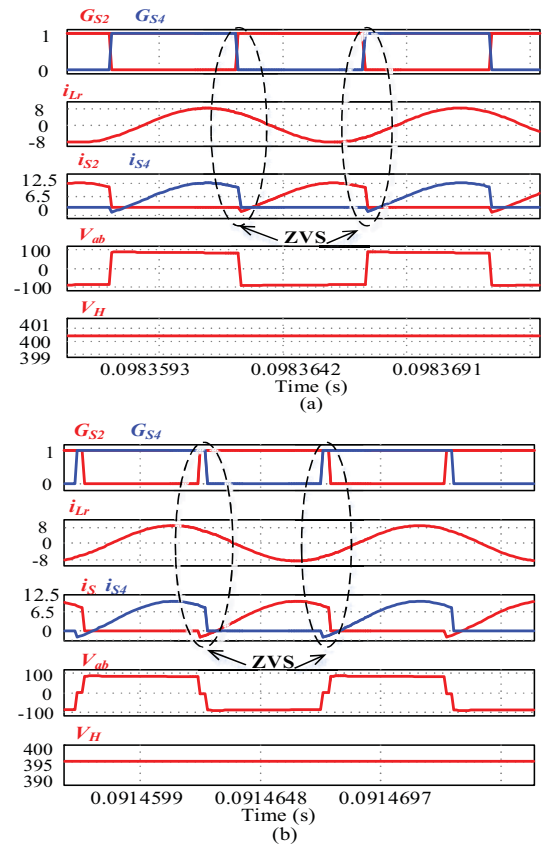 G_S2 G_S4
1
0
i_Lr
8
0
-8
i_S2 i_S4
12.5
6.5
0
ZVS
V_ab
100
0
-100
V_H
401
400
399
0.0983593 0.0983642 0.0983691
Time (s)
(a)
G_S2 G_S4
1
0
i_Lr
8
0
-8
i_S i_S4
12.5
6.5
0
ZVS
V_ab
100
0
-100
V_H
400
395
390
0.0914599 0.0914648 0.0914697
Time (s)
(b)